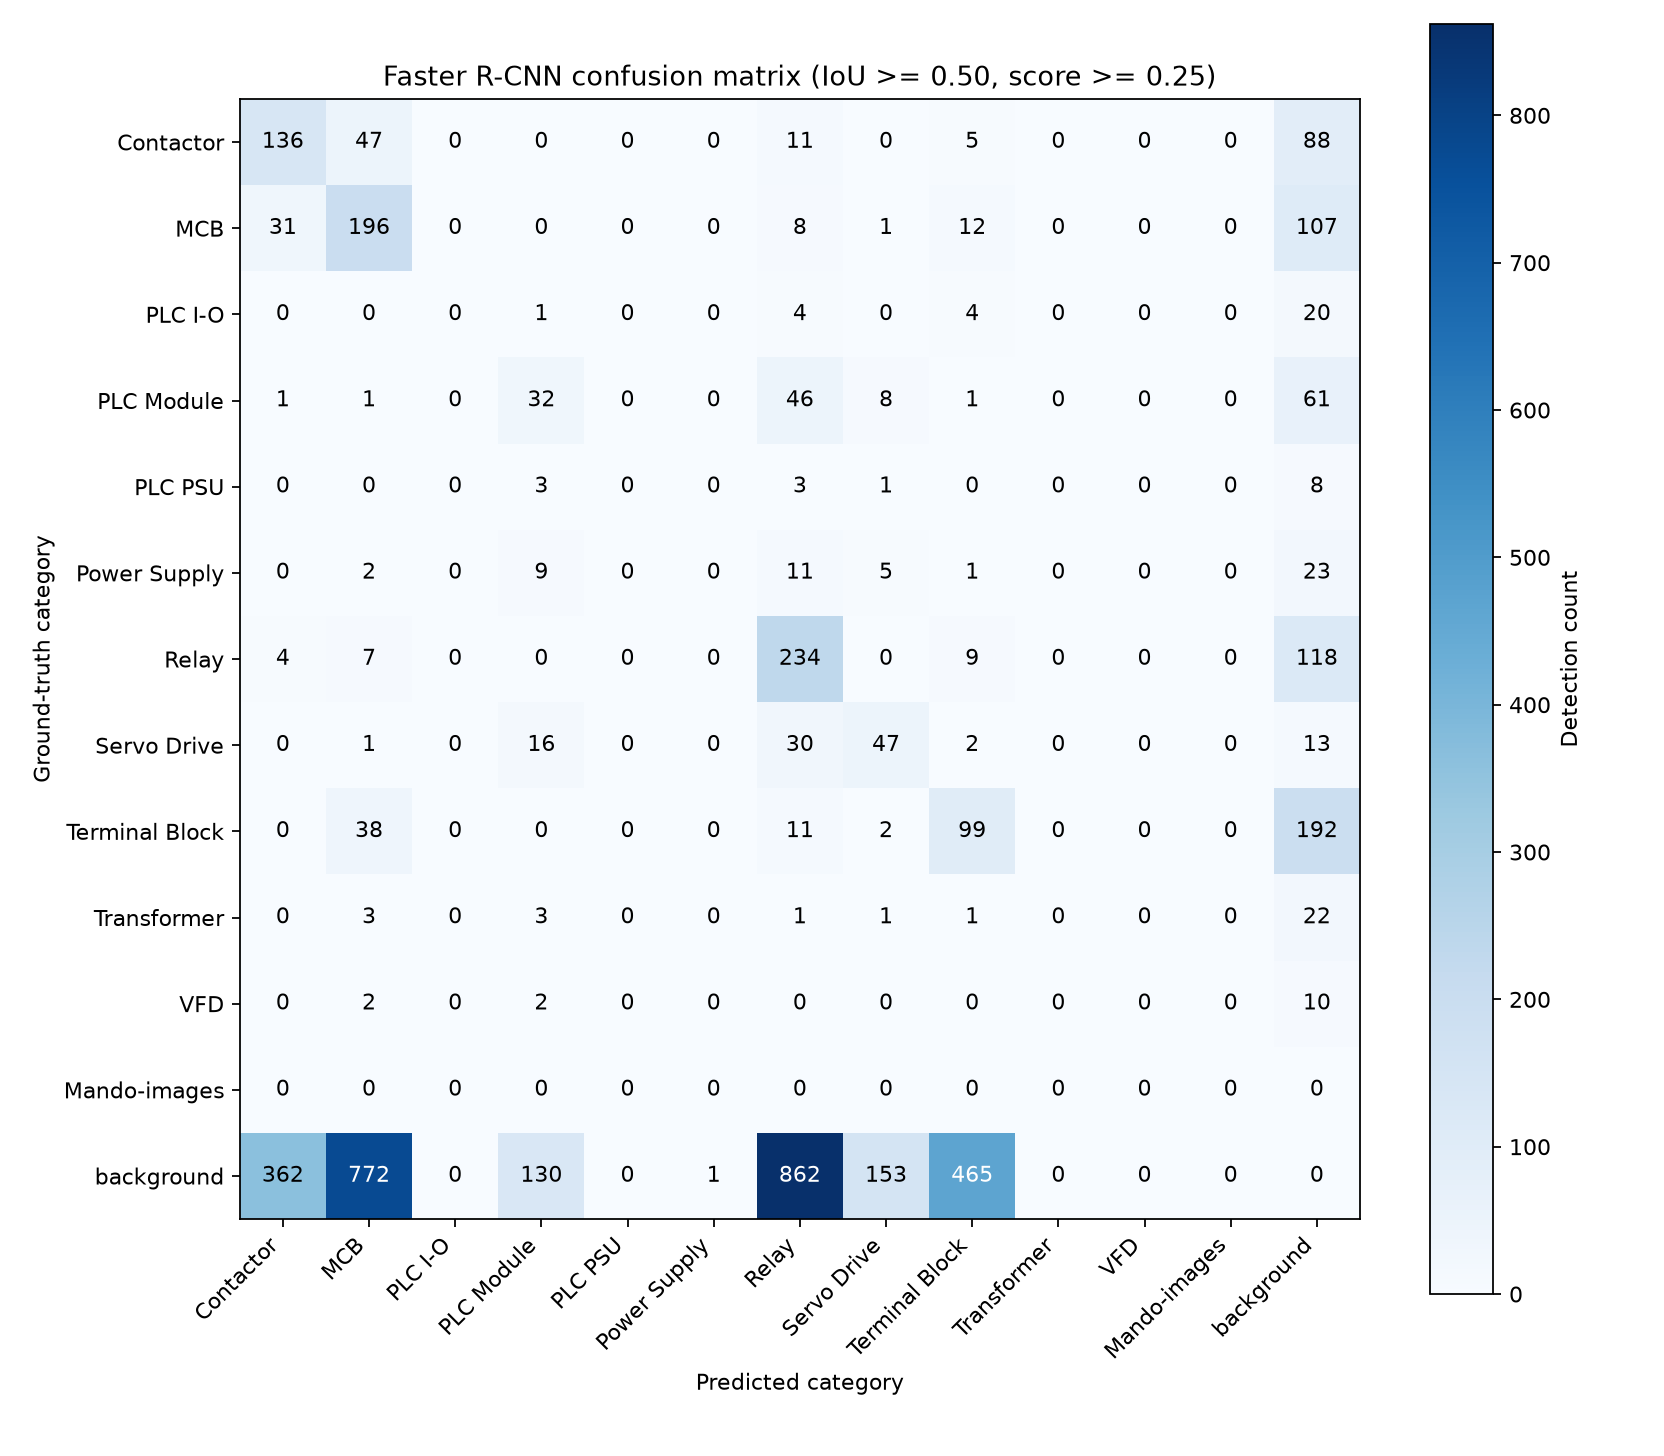 Faster R-CNN confusion matrix (IoU >= 0.50, score >= 0.25)
Contactor 136 47 0 0 0 0 11 0 5 0 0 0 88
MCB 31 196 0 0 0 0 8 1 12 0 0 0 107
PLC I-O 0 0 0 1 0 0 4 0 4 0 0 0 20
PLC Module 1 1 0 32 0 0 46 8 1 0 0 0 61
PLC PSU 0 0 0 3 0 0 3 1 0 0 0 0 8
Power Supply 0 2 0 9 0 0 11 5 1 0 0 0 23
Relay 4 7 0 0 0 0 234 0 9 0 0 0 118
Servo Drive 0 1 0 16 0 0 30 47 2 0 0 0 13
Terminal Block 0 38 0 0 0 0 11 2 99 0 0 0 192
Transformer 0 3 0 3 0 0 1 1 1 0 0 0 22
VFD 0 2 0 2 0 0 0 0 0 0 0 0 10
Mando-images 0 0 0 0 0 0 0 0 0 0 0 0 0
background 362 772 0 130 0 1 862 153 465 0 0 0 0
Contactor MCB PLC I-O PLC Module PLC PSU Power Supply Relay Servo Drive Terminal Block Transformer VFD Mando-images background
Predicted category
Ground-truth category
800
700
600
500
400
300
200
100
0
Detection count